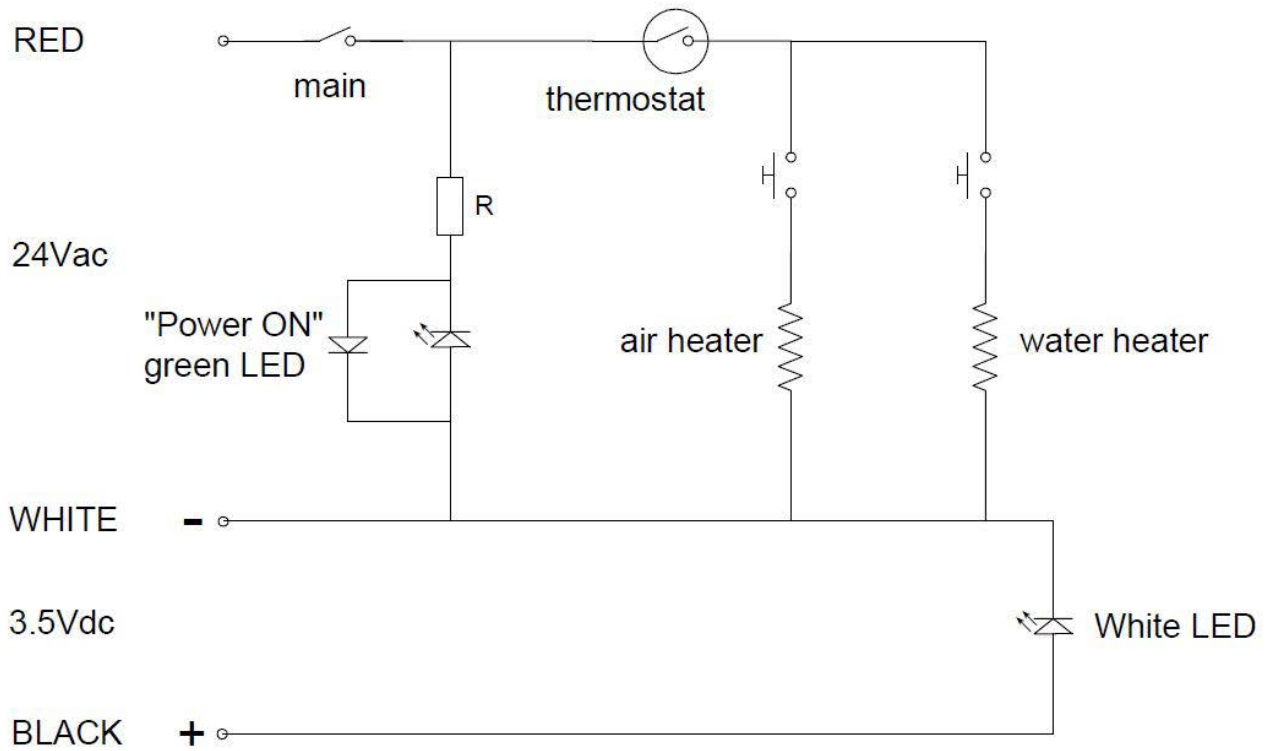 RED
main
thermostat
R
24Vac
"Power ON"
green LED
air heater
water heater
WHITE -
3.5Vdc
White LED
BLACK +